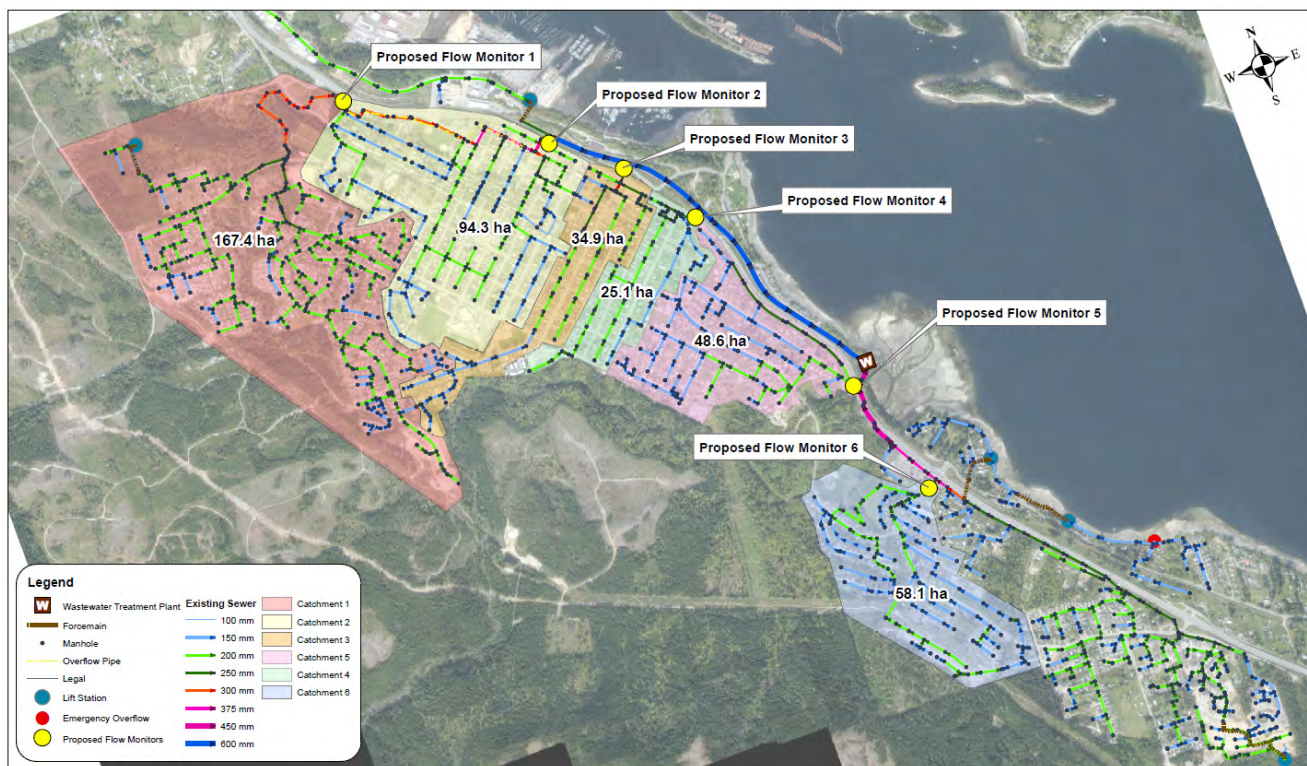 Proposed Flow Monitor 1
Proposed Flow Monitor 2
Proposed Flow Monitor 3
Proposed Flow Monitor 4
Proposed Flow Monitor 5
Proposed Flow Monitor 6
N
E
S
W
167.4 ha
94.3 ha
34.9 ha
25.1 ha
48.6 ha
58.1 ha
W
Legend
W
Wastewater Treatment Plant
Forcemain
Manhole
Overflow Pipe
Legal
Lift Station
Emergency Overflow
Proposed Flow Monitors
Existing Sewer
100 mm
150 mm
200 mm
250 mm
300 mm
375 mm
450 mm
600 mm
Catchment 1
Catchment 2
Catchment 3
Catchment 5
Catchment 4
Catchment 6